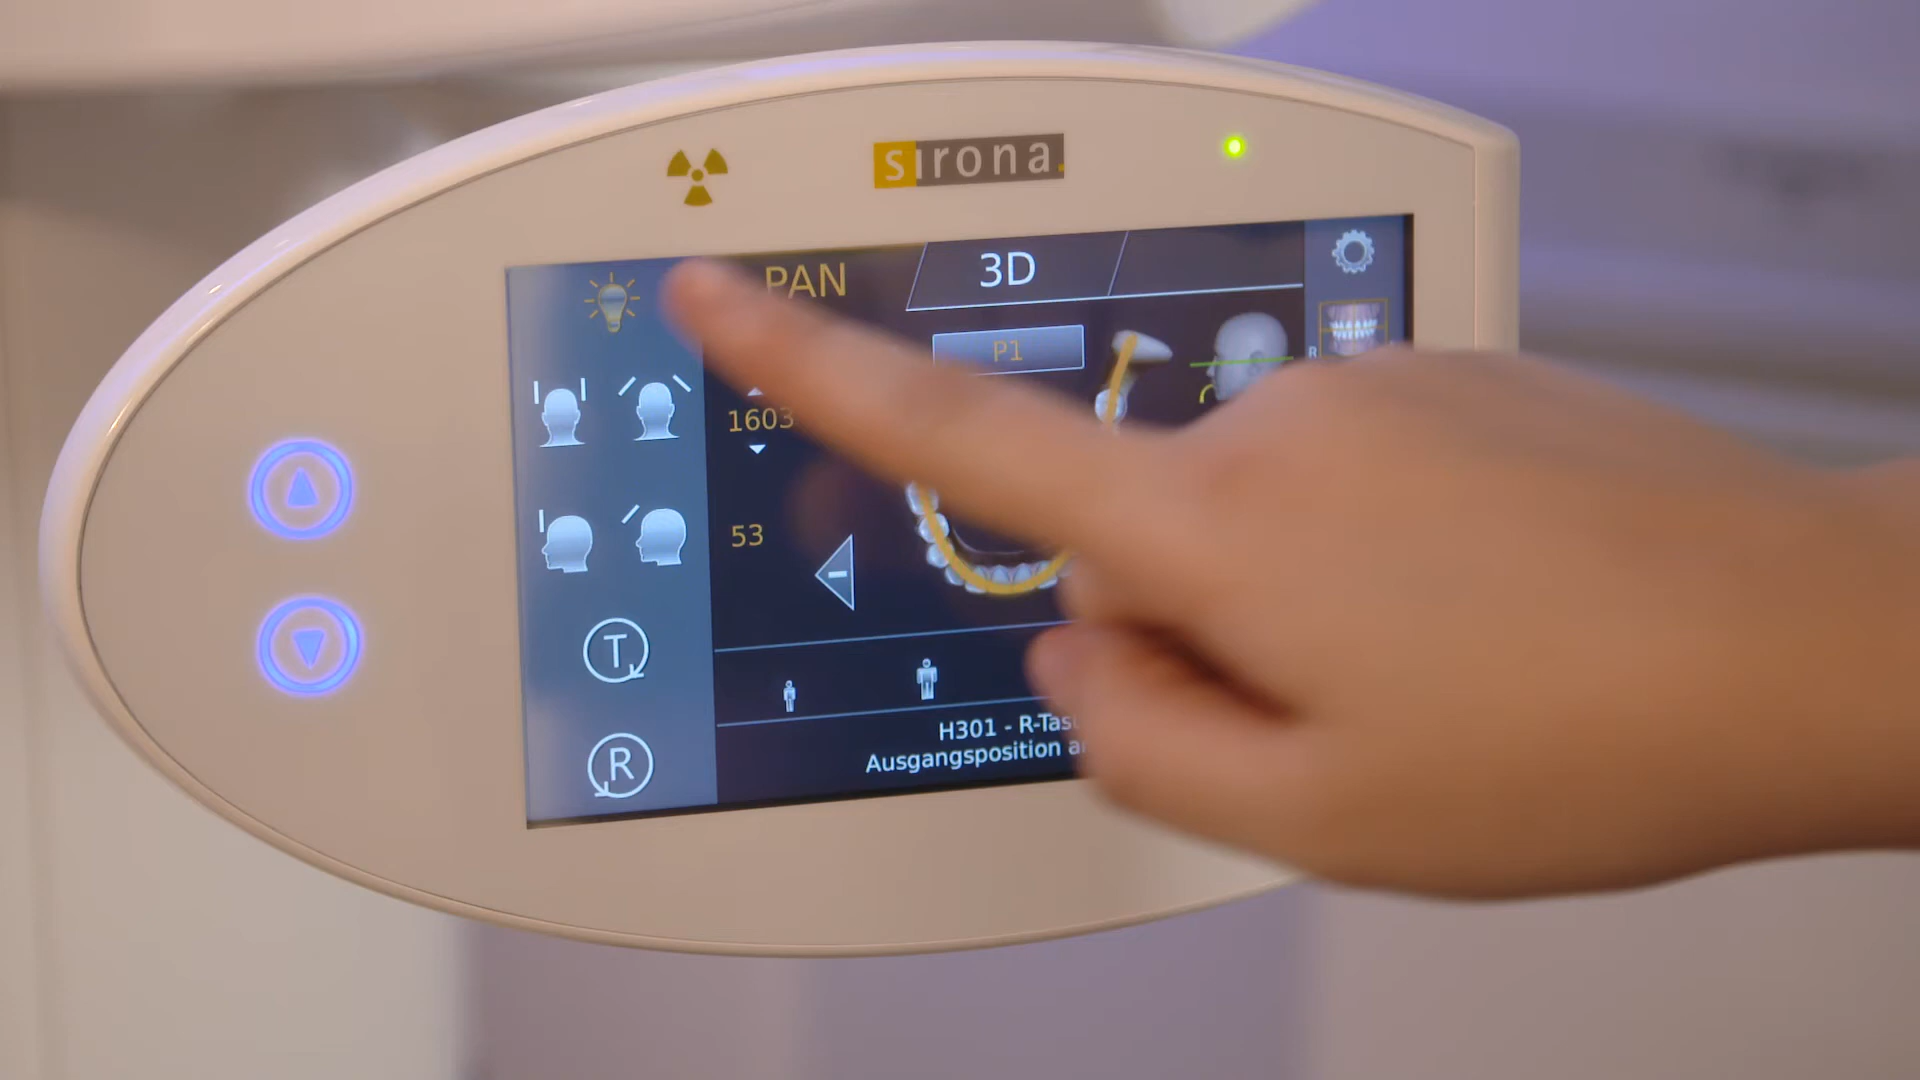 sirona.
PAN
3D
P1
R
1603
53
T
R
H301 - R-Tas
Ausgangsposition a